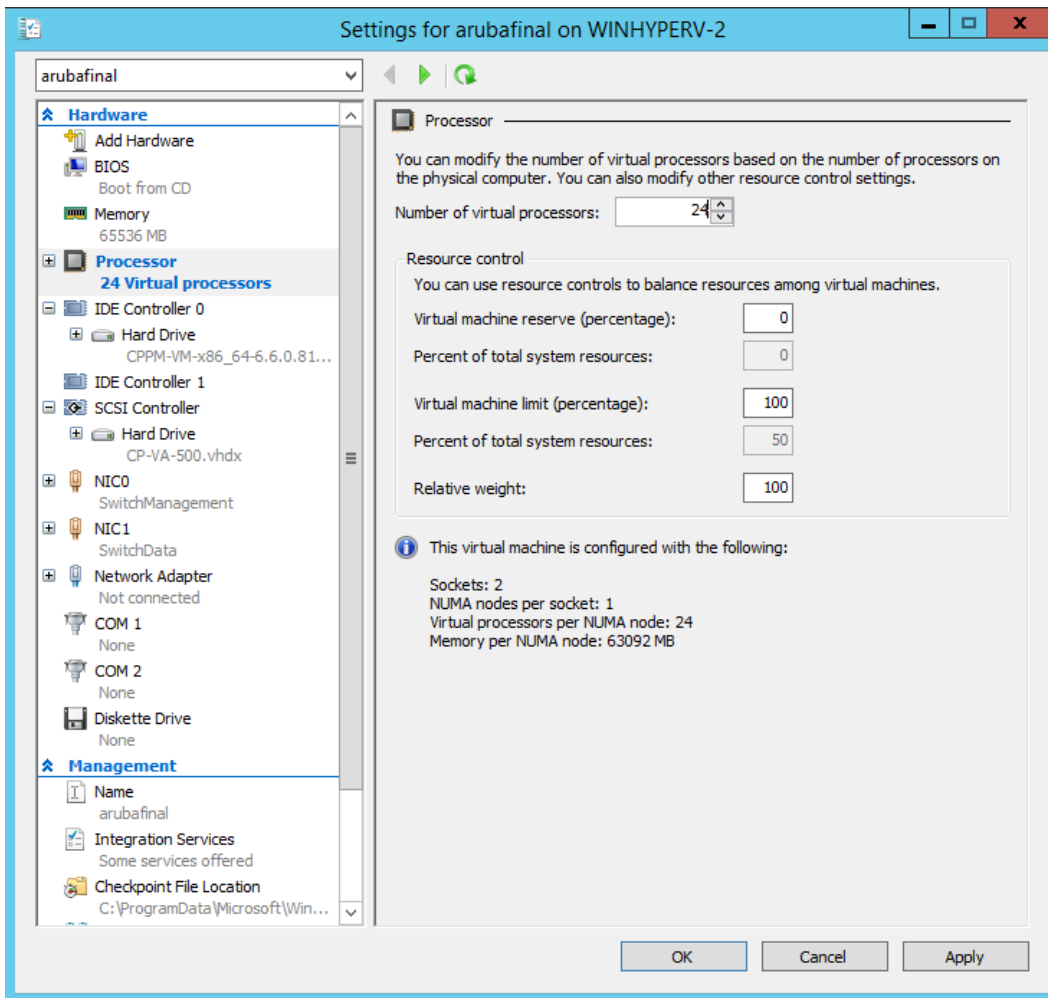 Settings for arubafinal on WINHYPERV-2
x
arubafinal
Hardware
Add Hardware
BIOS
Boot from CD
Memory
65536 MB
Processor
24 Virtual processors
IDE Controller 0
Hard Drive
CPPM-VM-x86_64-6.6.0.81...
IDE Controller 1
SCSI Controller
Hard Drive
CP-VA-500.vhdx
NIC0
SwitchManagement
NIC1
SwitchData
Network Adapter
Not connected
COM 1
None
COM 2
None
Diskette Drive
None
Management
Name
arubafinal
Integration Services
Some services offered
Checkpoint File Location
C:\ProgramData\Microsoft\Win...
Processor
You can modify the number of virtual processors based on the number of processors on
the physical computer. You can also modify other resource control settings.
Number of virtual processors: 24
Resource control
You can use resource controls to balance resources among virtual machines.
Virtual machine reserve (percentage): 0
Percent of total system resources: 0
Virtual machine limit (percentage): 100
Percent of total system resources: 50
Relative weight: 100
This virtual machine is configured with the following:
Sockets: 2
NUMA nodes per socket: 1
Virtual processors per NUMA node: 24
Memory per NUMA node: 63092 MB
OK Cancel Apply